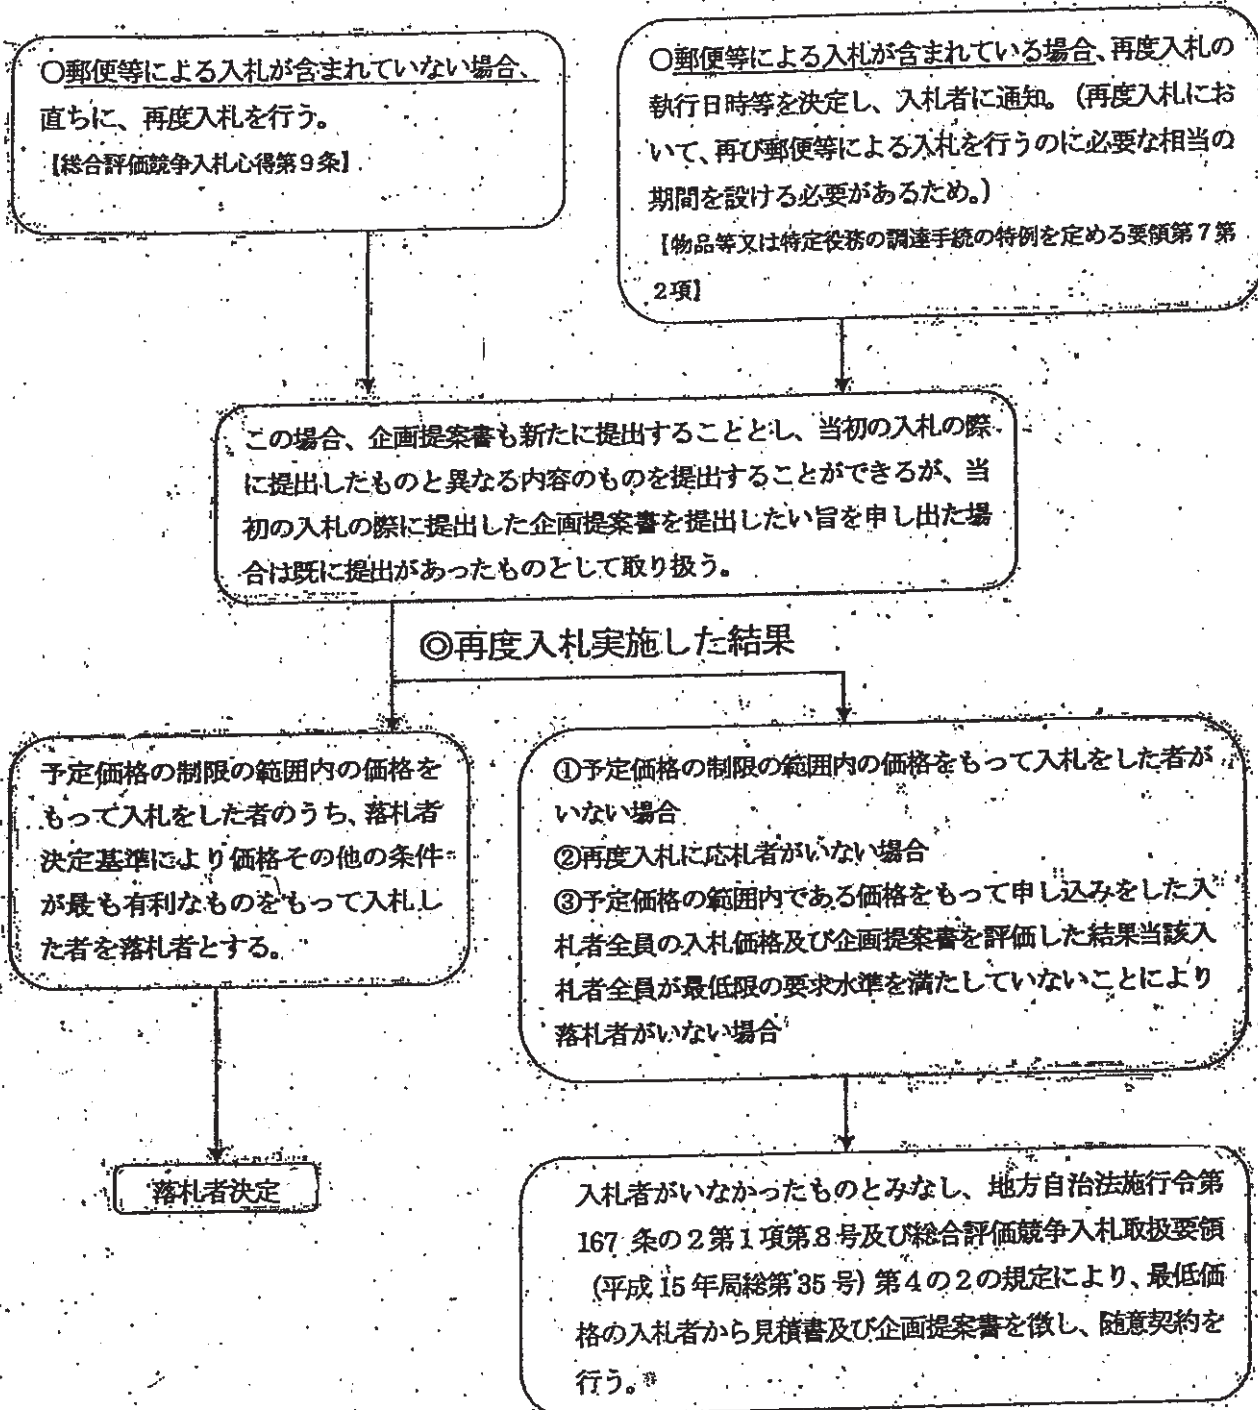 ○郵便等による入札が含まれていない場合、
直ちに、再度入札を行う。
【総合評価競争入札心得第９条】
○郵便等による入札が含まれている場合、再度入札の
執行日時等を決定し、入札者に通知。（再度入札にお
いて、再び郵便等による入札を行うのに必要な相当の
期間を設ける必要があるため。）
【物品等又は特定役務の調達手続の特例を定める要領第７第
２項】
この場合、企画提案書も新たに提出することとし、当初の入札の際
に提出したものと異なる内容のものを提出することができるが、当
初の入札の際に提出した企画提案書を提出したい旨を申し出た場
合は既に提出があったものとして取り扱う。
◎再度入札実施した結果
予定価格の制限の範囲内の価格を
もって入札をした者のうち、落札者
決定基準により価格その他の条件
が最も有利なものをもって入札し
た者を落札者とする。
①予定価格の制限の範囲内の価格をもって入札をした者が
いない場合
②再度入札に応札者がいない場合
③予定価格の範囲内である価格をもって申し込みをした入
札者全員の入札価格及び企画提案書を評価した結果当該入
札者全員が最低限の要求水準を満たしていないことにより
落札者がいない場合
落札者決定
入札者がいなかったものとみなし、地方自治法施行令第
167 条の２第１項第８号及び総合評価競争入札取扱要領
（平成 15 年局総第 35 号）第４の２の規定により、最低価
格の入札者から見積書及び企画提案書を徴し、随意契約を
行う。